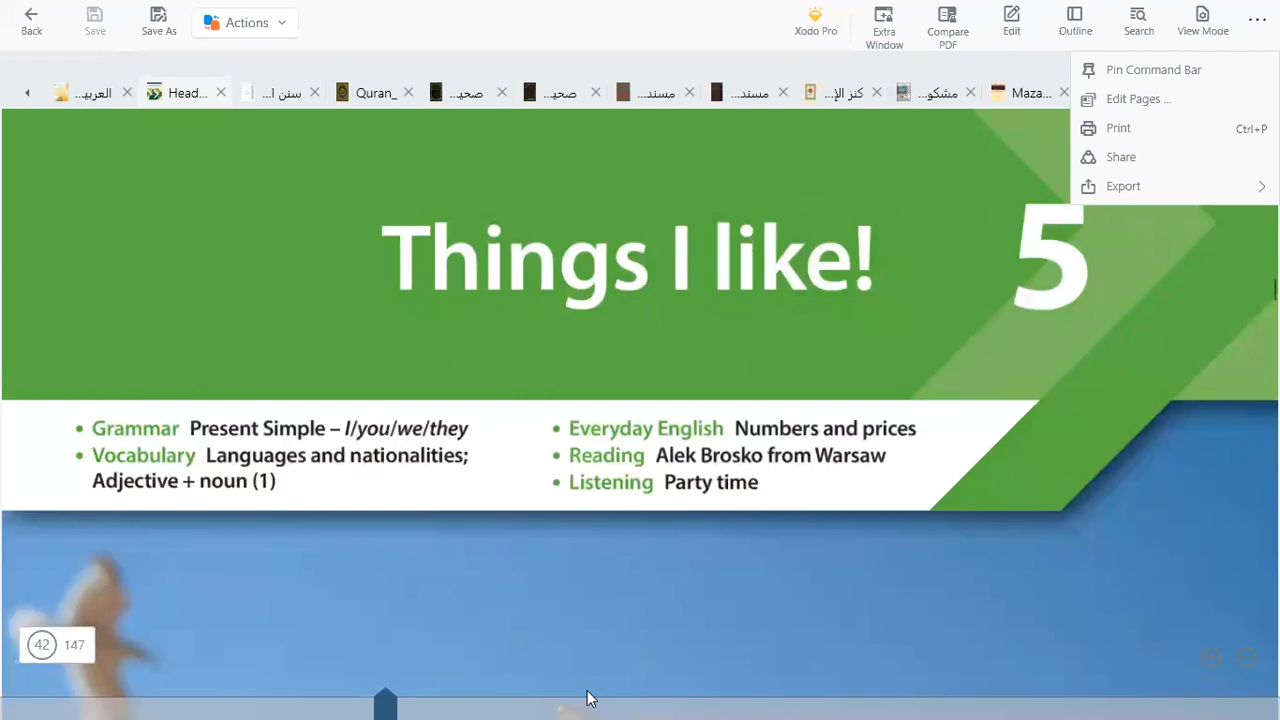 Back
Save
Save As
Actions
Xodo Pro
Extra Window
Compare PDF
Edit
Outline
Search
View Mode
Pin Command Bar
Edit Pages ...
Print Ctrl+P
Share
Export
العربي...
Head...
سنن ا...
Quran_
صحي...
صحي...
مسند...
مسند...
كنز الإ...
مشكو...
Maza...
Things I like!
5
• Grammar Present Simple – I/you/we/they
• Vocabulary Languages and nationalities;
Adjective + noun (1)
• Everyday English Numbers and prices
• Reading Alek Brosko from Warsaw
• Listening Party time
42 147